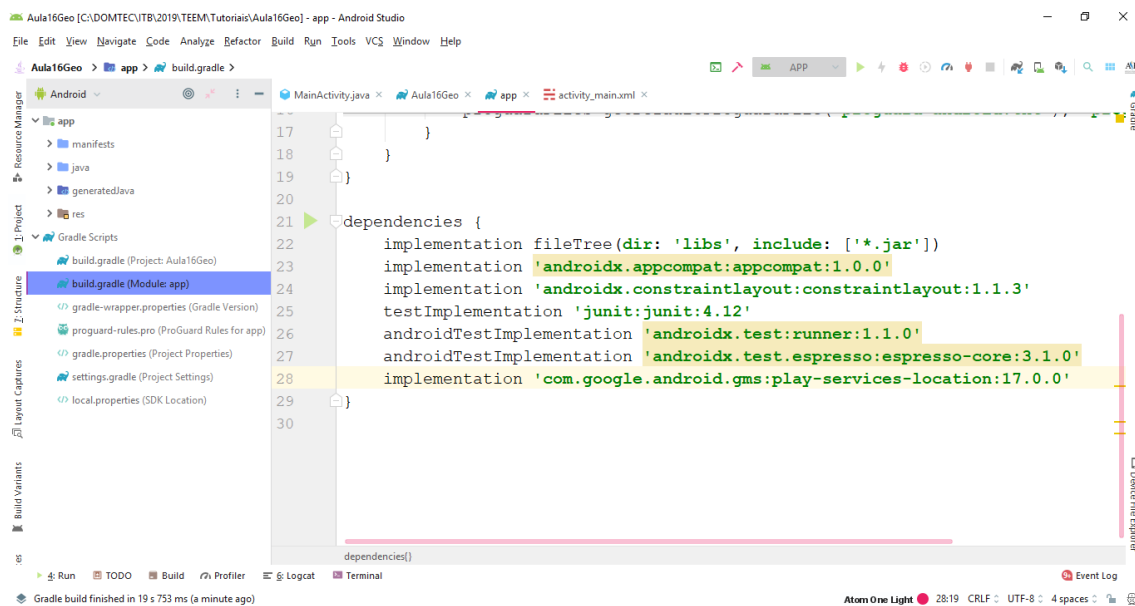 Aula16Geo [C:\DOMTEC\ITB\2019\TEEM\Tutoriais\Aula16Geo] - app - Android Studio
File Edit View Navigate Code Analyze Refactor Build Run Tools VCS Window Help
Aula16Geo app build.gradle
APP
Android
MainActivity.java Aula16Geo app activity_main.xml
Resource Manager
1: Project
7: Structure
Layout Captures
Build Variants
app
manifests
java
generatedJava
res
Gradle Scripts
build.gradle (Project: Aula16Geo)
build.gradle (Module: app)
gradle-wrapper.properties (Gradle Version)
proguard-rules.pro (ProGuard Rules for app)
gradle.properties (Project Properties)
settings.gradle (Project Settings)
local.properties (SDK Location)
17 }
18 }
19 }
20
21 dependencies {
22 implementation fileTree(dir: 'libs', include: ['*.jar'])
23 implementation 'androidx.appcompat:appcompat:1.0.0'
24 implementation 'androidx.constraintlayout:constraintlayout:1.1.3'
25 testImplementation 'junit:junit:4.12'
26 androidTestImplementation 'androidx.test:runner:1.1.0'
27 androidTestImplementation 'androidx.test.espresso:espresso-core:3.1.0'
28 implementation 'com.google.android.gms:play-services-location:17.0.0'
29 }
30
dependencies{}
Gradle
Device File Explorer
4: Run TODO Build Profiler 6: Logcat Terminal Event Log
Gradle build finished in 19 s 753 ms (a minute ago) Atom One Light 28:19 CRLF UTF-8 4 spaces